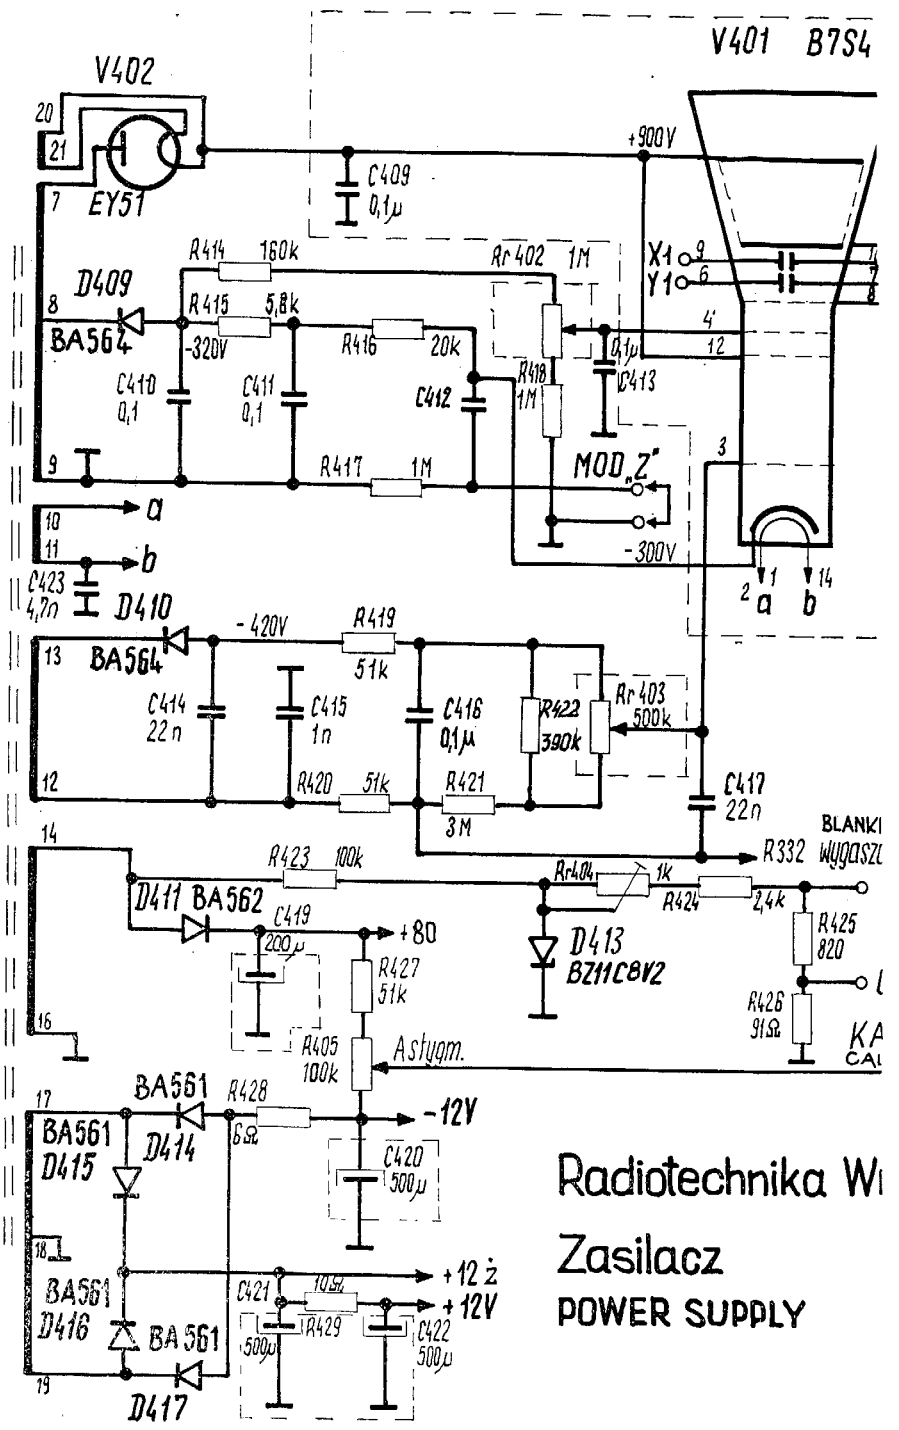 V401 B7S4
V402
20
21
7
EY51
+900V
C409
0,1µ
X1 9
Y1 6
7
8
R414 160k
Rr402 1M
D409
8
BA564
R415 5,8k
-320V
R416 20k
4
12
0,1µ
C413
R418
1M
C410
0,1
C411
0,1
C412
3
MOD„Z"
R417 1M
9
-300V
10 a
11 b
C423
4,7n
2 1 14
a b
D410
BA564
13
-420V
R419
51k
C414
22n
C415
1n
C416
0,1µ
R422
390k
Rr403
500k
12
R420 51k
R421
3M
C417
22n
R332
BLANKI
14
R423 100k
Rr404 1k
R424 2,4k
D411 BA562
C419
200µ
+80
R427
51k
D413
BZ11C8V2
R425
820
R426
91Ω
16
R405
100k
Astygm.
KA
CAL
17
BA561
D414
R428
6Ω
-12V
BA561
D415
C420
500µ
18
Radiotechnika W
Zasilacz
POWER SUPPLY
BA561
D416
C421
500µ
10Ω
R429
+12ż
+12V
C422
500µ
BA561
D417
19